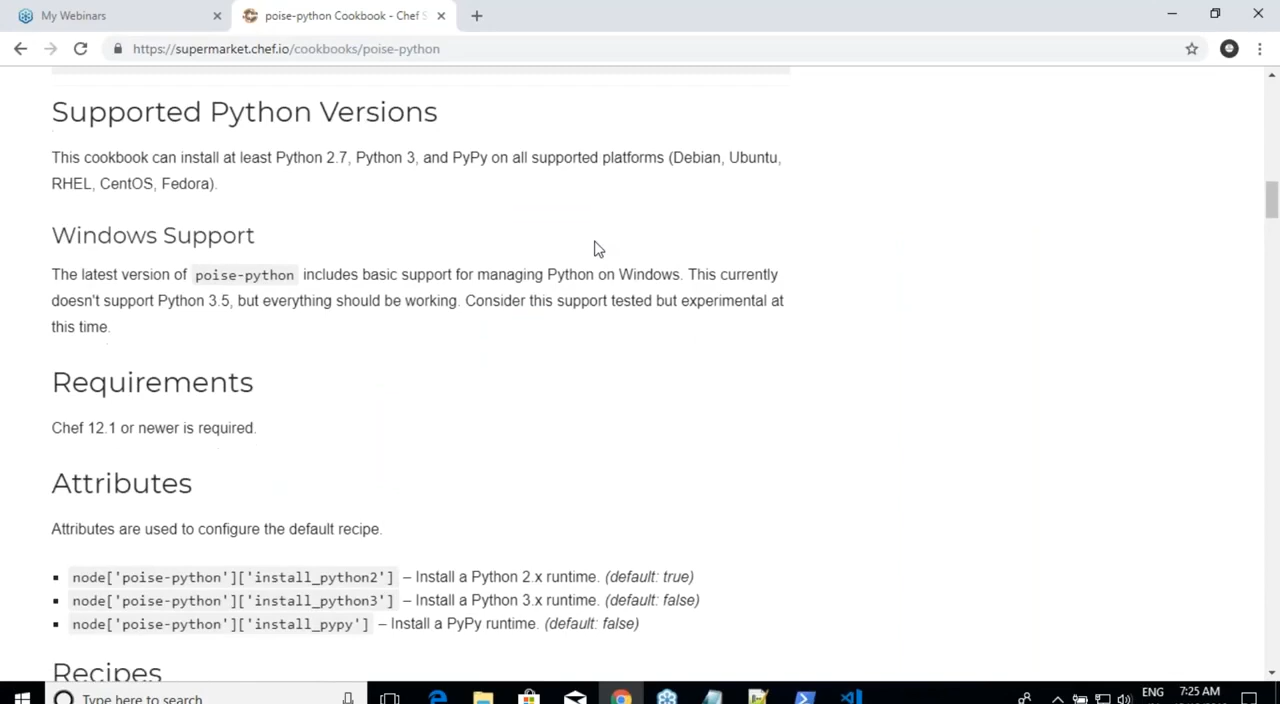 My Webinars
poise-python Cookbook - Chef S
https://supermarket.chef.io/cookbooks/poise-python
Supported Python Versions
This cookbook can install at least Python 2.7, Python 3, and PyPy on all supported platforms (Debian, Ubuntu,
RHEL, CentOS, Fedora).
Windows Support
The latest version of poise-python includes basic support for managing Python on Windows. This currently
doesn't support Python 3.5, but everything should be working. Consider this support tested but experimental at
this time.
Requirements
Chef 12.1 or newer is required.
Attributes
Attributes are used to configure the default recipe.
node['poise-python']['install_python2'] – Install a Python 2.x runtime. (default: true)
node['poise-python']['install_python3'] – Install a Python 3.x runtime. (default: false)
node['poise-python']['install_pypy'] – Install a PyPy runtime. (default: false)
Recipes
Type here to search
ENG
7:25 AM